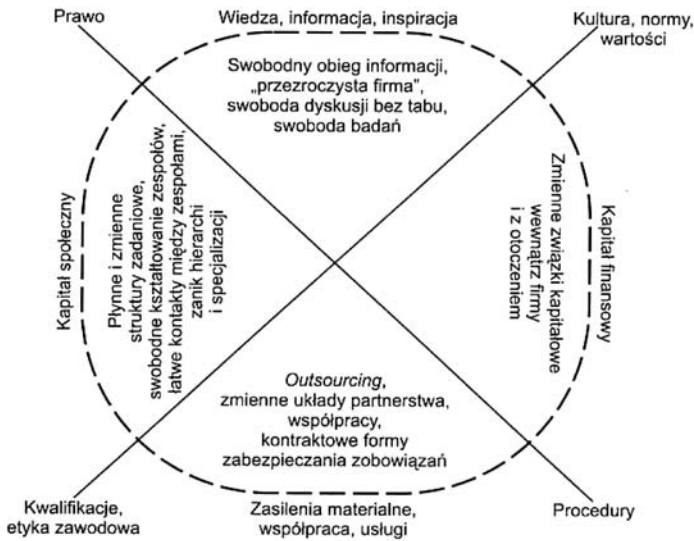 Prawo
Wiedza, informacja, inspiracja
Kultura, normy,
wartości
Swobodny obieg informacji,
„przezroczysta firma”,
swoboda dyskusji bez tabu,
swoboda badań
Kapitał społeczny
Płynne i zmienne
struktury zadaniowe,
swobodne kształtowanie zespołów,
łatwe kontakty między zespołami,
zanik hierarchi
i specjalizacji
Zmienne związki kapitałowe
wewnątrz firmy
i z otoczeniem
Kapitał finansowy
Outsourcing,
zmienne układy partnerstwa,
współpracy,
kontraktowe formy
zabezpieczania zobowiązań
Kwalifikacje,
etyka zawodowa
Zasilenia materialne,
współpraca, usługi
Procedury